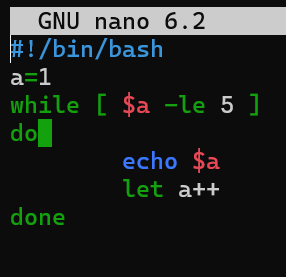 GNU nano 6.2
#!/bin/bash
a=1
while [ $a -le 5 ]
do
echo $a
let a++
done